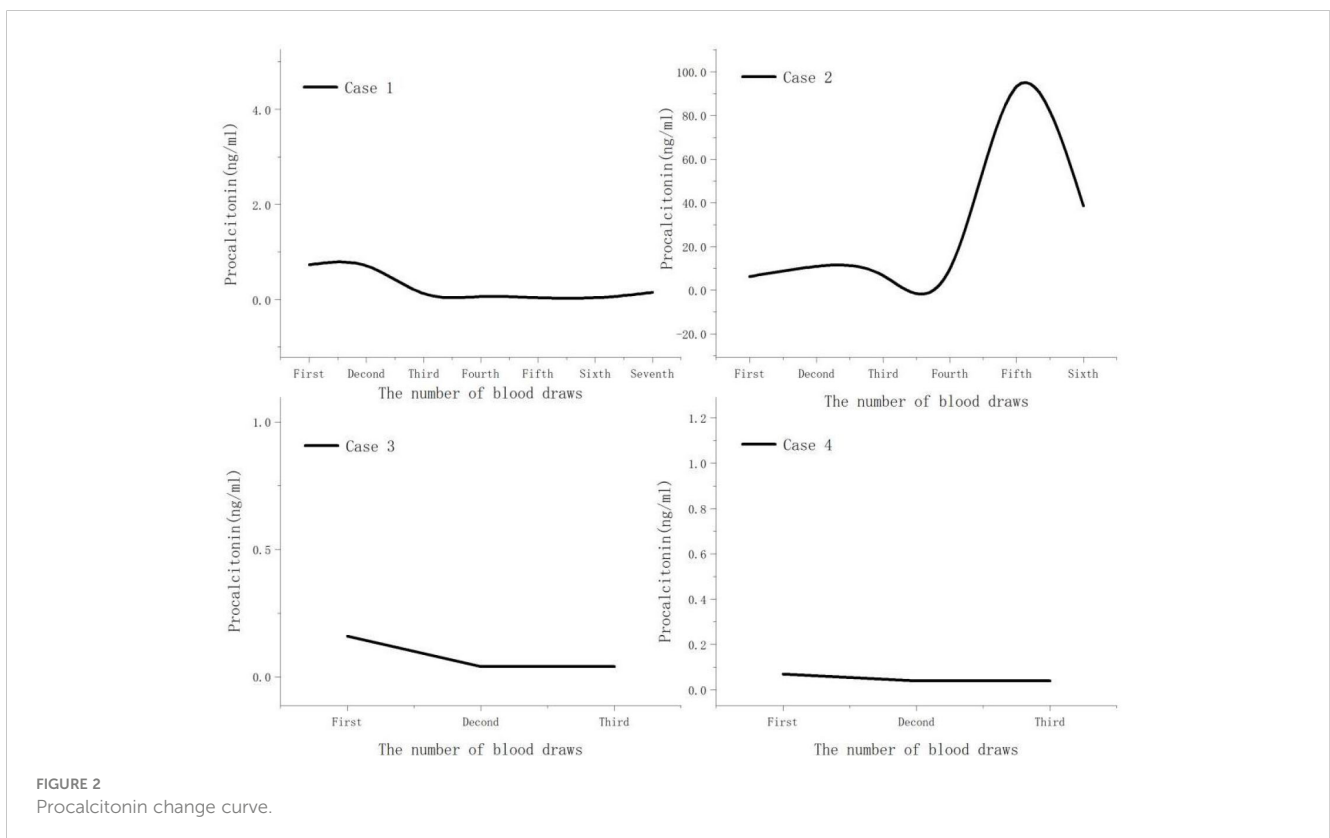 Case 1
Procalcitonin(ng/ml)
4.0
2.0
0.0
First Decond Third Fourth Fifth Sixth Seventh
The number of blood draws
Case 2
Procalcitonin(ng/ml)
100.0
80.0
60.0
40.0
20.0
0.0
-20.0
First Decond Third Fourth Fifth Sixth
The number of blood draws
Case 3
Procalcitonin(ng/ml)
1.0
0.5
0.0
First Decond Third
The number of blood draws
Case 4
Procalcitonin(ng/ml)
1.2
1.0
0.8
0.6
0.4
0.2
0.0
First Decond Third
The number of blood draws
FIGURE 2
Procalcitonin change curve.